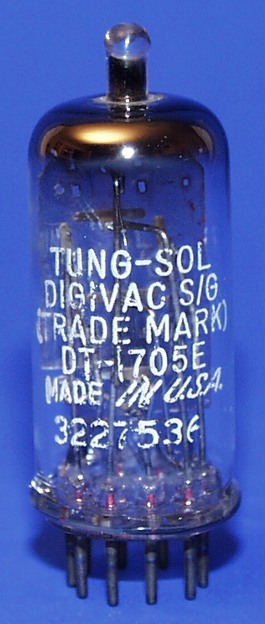 TUNG-SOL
DIGIVAC S/G
(TRADE MARK)
DT-1705E
MADE IN U.S.A.
3227536